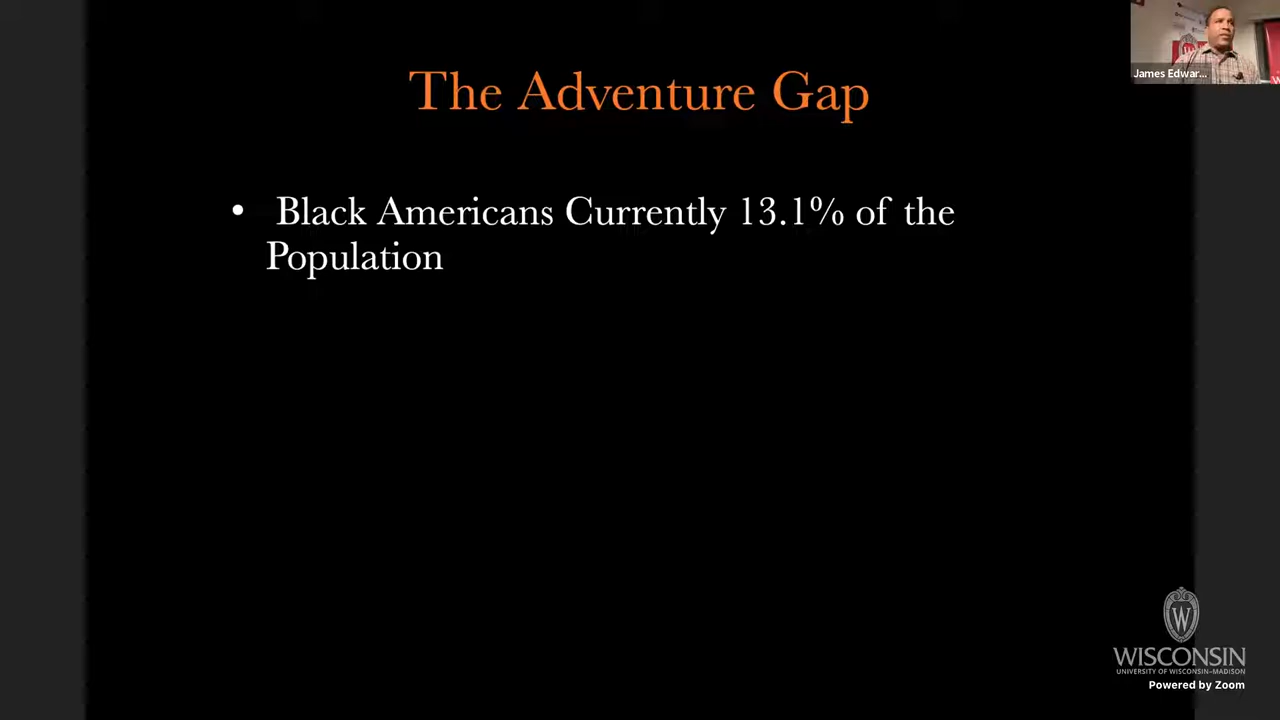 The Adventure Gap
James Edwar...
• Black Americans Currently 13.1% of the
Population
W
WISCONSIN
UNIVERSITY OF WISCONSIN–MADISON
Powered by Zoom